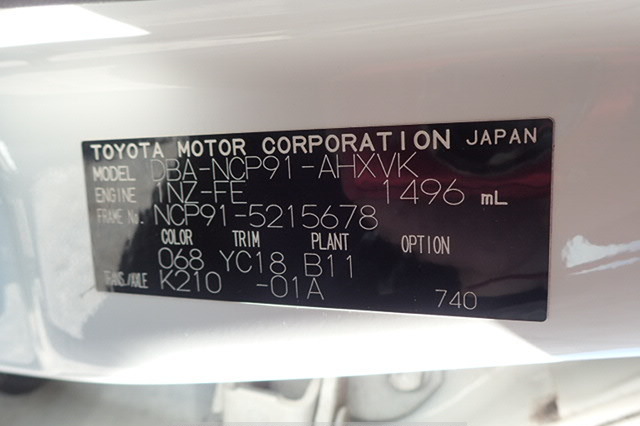 TOYOTA MOTOR CORPORATION JAPAN
MODEL DBA-NCP91-AHXVK
ENGINE 1NZ-FE 1496 mL
FRAME No. NCP91-5215678
COLOR TRIM PLANT OPTION
068 YC18 B11
TRANS./AXLE K210 -01A 740